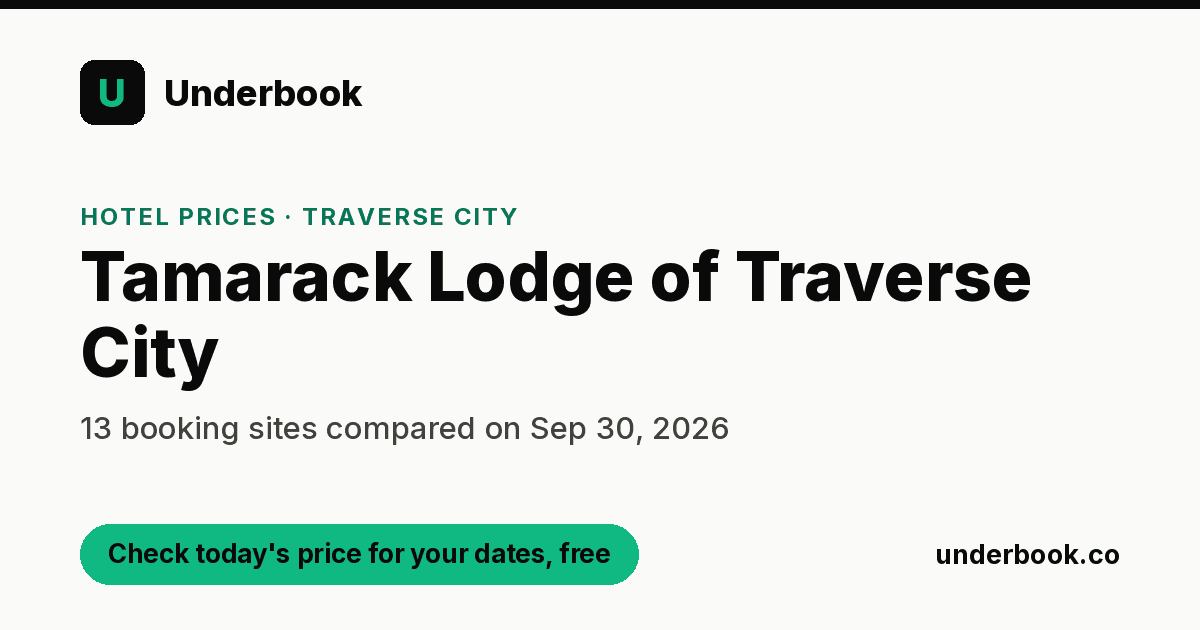 U Underbook
HOTEL PRICES · TRAVERSE CITY
Tamarack Lodge of Traverse
City
13 booking sites compared on Sep 30, 2026
Check today's price for your dates, free
underbook.co